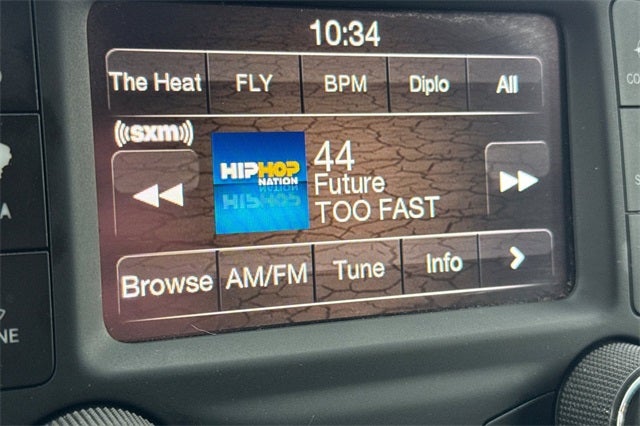 10:34
The Heat FLY BPM Diplo All
((sxm))
HIPHOP
NATION
44
Future
TOO FAST
Browse AM/FM Tune Info >